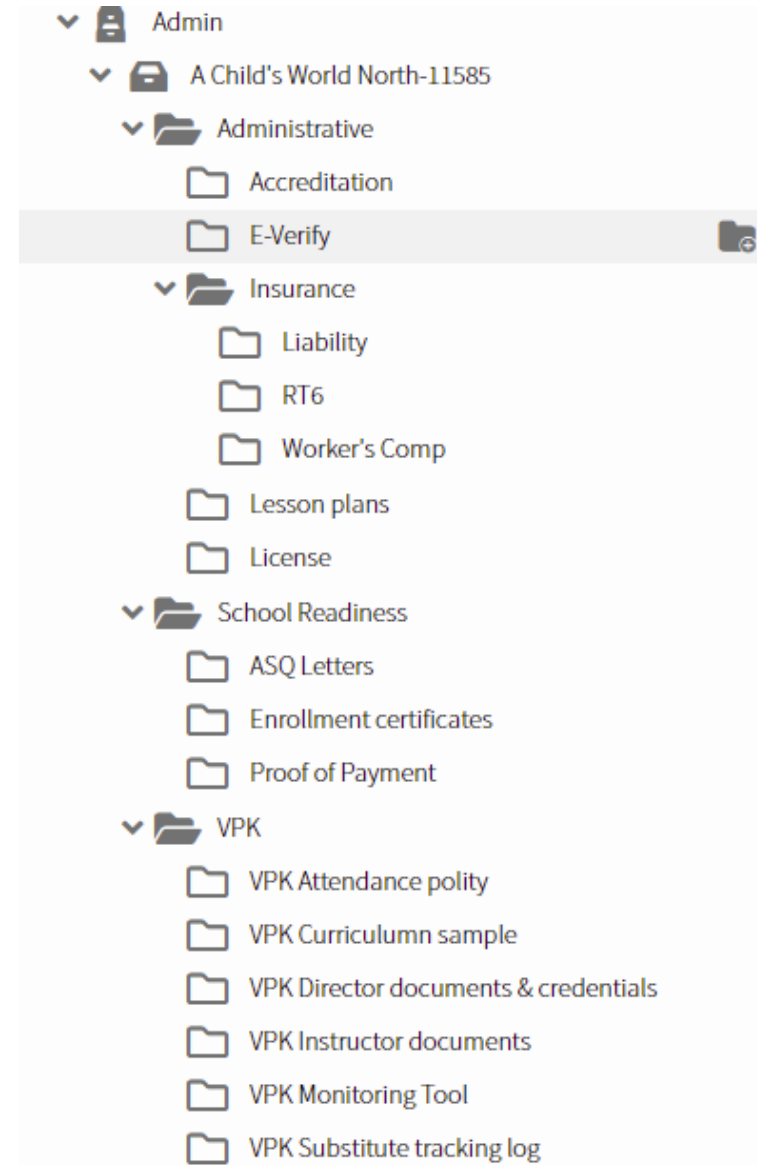 Admin
A Child's World North-11585
Administrative
Accreditation
E-Verify
Insurance
Liability
RT6
Worker's Comp
Lesson plans
License
School Readiness
ASQ Letters
Enrollment certificates
Proof of Payment
VPK
VPK Attendance polity
VPK Curriculumn sample
VPK Director documents & credentials
VPK Instructor documents
VPK Monitoring Tool
VPK Substitute tracking log